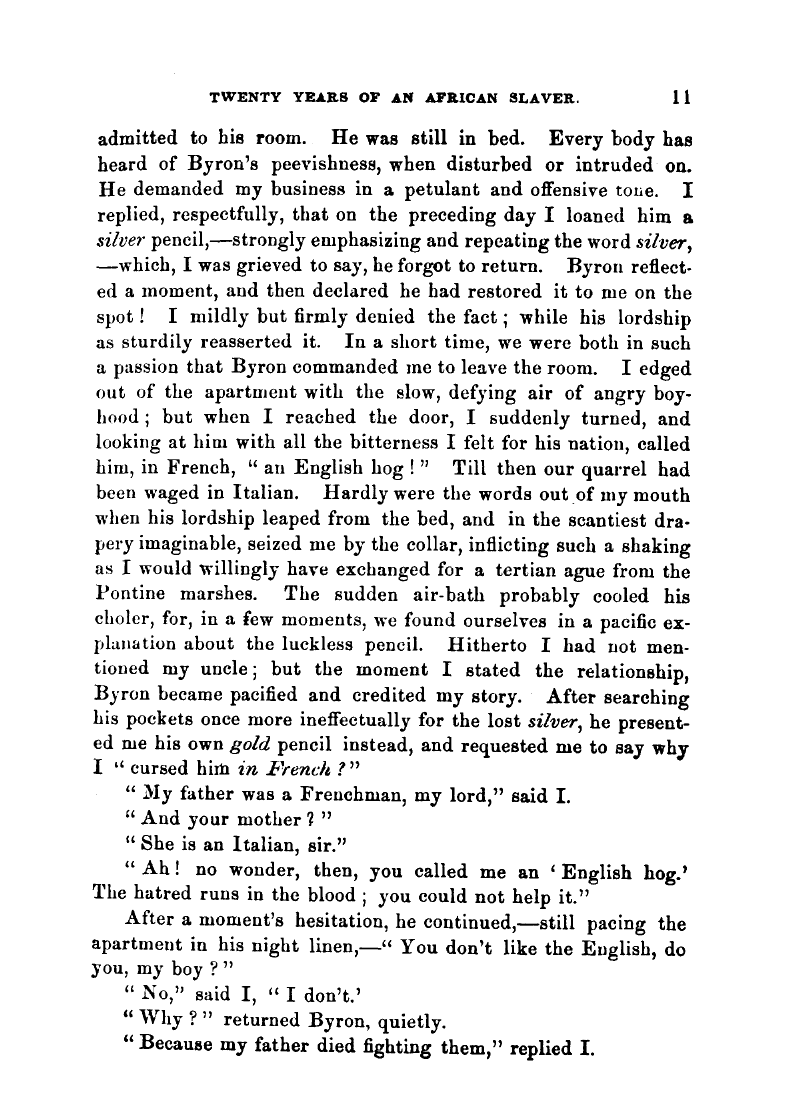 TWENTY YEARS OF AN AFRICAN SLAVER. 11
admitted to his room. He was still in bed. Every body has
heard of Byron's peevishness, when disturbed or intruded on.
He demanded my business in a petulant and offensive tone. I
replied, respectfully, that on the preceding day I loaned him a
silver pencil,—strongly emphasizing and repeating the word silver,
—which, I was grieved to say, he forgot to return. Byron reflect-
ed a moment, and then declared he had restored it to me on the
spot! I mildly but firmly denied the fact; while his lordship
as sturdily reasserted it. In a short time, we were both in such
a passion that Byron commanded me to leave the room. I edged
out of the apartment with the slow, defying air of angry boy-
hood; but when I reached the door, I suddenly turned, and
looking at him with all the bitterness I felt for his nation, called
him, in French, "an English hog!" Till then our quarrel had
been waged in Italian. Hardly were the words out of my mouth
when his lordship leaped from the bed, and in the scantiest dra-
pery imaginable, seized me by the collar, inflicting such a shaking
as I would willingly have exchanged for a tertian ague from the
Pontine marshes. The sudden air-bath probably cooled his
choler, for, in a few moments, we found ourselves in a pacific ex-
planation about the luckless pencil. Hitherto I had not men-
tioned my uncle; but the moment I stated the relationship,
Byron became pacified and credited my story. After searching
his pockets once more ineffectually for the lost silver, he present-
ed me his own gold pencil instead, and requested me to say why
I "cursed him in French?"
"My father was a Frenchman, my lord," said I.
"And your mother?"
"She is an Italian, sir."
"Ah! no wonder, then, you called me an 'English hog.'
The hatred runs in the blood; you could not help it."
After a moment's hesitation, he continued,—still pacing the
apartment in his night linen,—"You don't like the English, do
you, my boy?"
"No," said I, "I don't.'
"Why?" returned Byron, quietly.
"Because my father died fighting them," replied I.